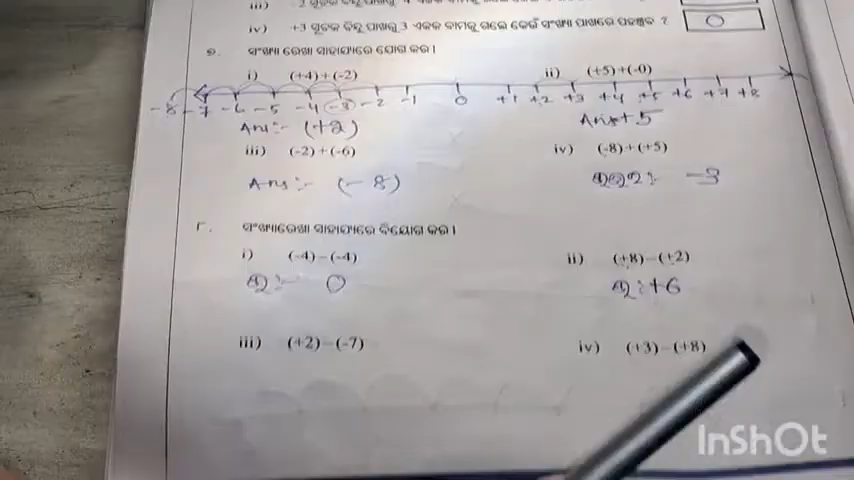 iv) +3 ସୂଚକ ବିନ୍ଦୁ ପାଖରୁ 3 ଏକକ ବାମକୁ ଗଲେ କେଉଁ ସଂଖ୍ୟା ପାଖରେ ପହଞ୍ଚିବ ? 0
୭. ସଂଖ୍ୟା ରେଖା ସାହାଯ୍ୟରେ ଯୋଗ କର।
i) (+4)+(-2) ii) (+5)+(-0)
-8 -7 -6 -5 -4 -3 -2 -1 0 +1 +2 +3 +4 +5 +6 +7 +8
Ans:- (+2) Ans+5
iii) (-2)+(-6) iv) (-8)+(+5)
Ans:- (-8) -3
୮. ସଂଖ୍ୟାରେଖା ସାହାଯ୍ୟରେ ବିୟୋଗ କର।
i) (-4)-(-4) ii) (+8)-(+2)
ଉ:- 0 ଉ:+6
iii) (+2)-(-7) iv) (+3)-(+8)
InShOt